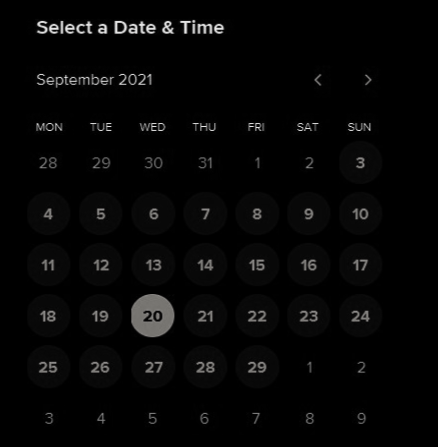 Select a Date & Time
September 2021
MON TUE WED THU FRI SAT SUN
28 29 30 31 1 2 3
4 5 6 7 8 9 10
11 12 13 14 15 16 17
18 19 20 21 22 23 24
25 26 27 28 29 1 2
3 4 5 6 7 8 9